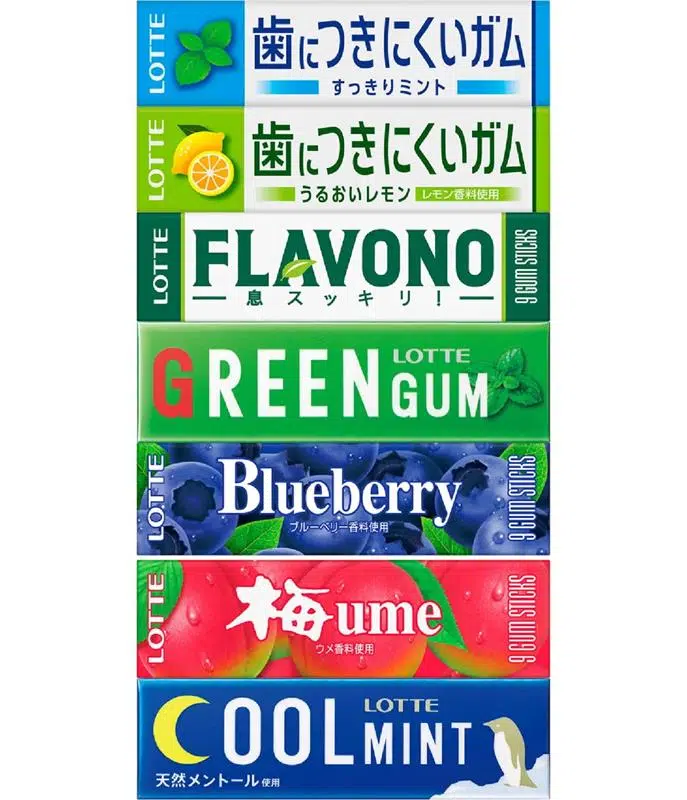 LOTTE
歯につきにくいガム
すっきりミント
LOTTE
歯につきにくいガム
うるおいレモン レモン香料使用
LOTTE
FLAVONO
息スッキリ!
9 GUM STICKS
GREEN LOTTE GUM
LOTTE
Blueberry
ブルーベリー香料使用
9 GUM STICKS
LOTTE
梅ume
ウメ香料使用
9 GUM STICKS
COOL LOTTE MINT
天然メントール使用